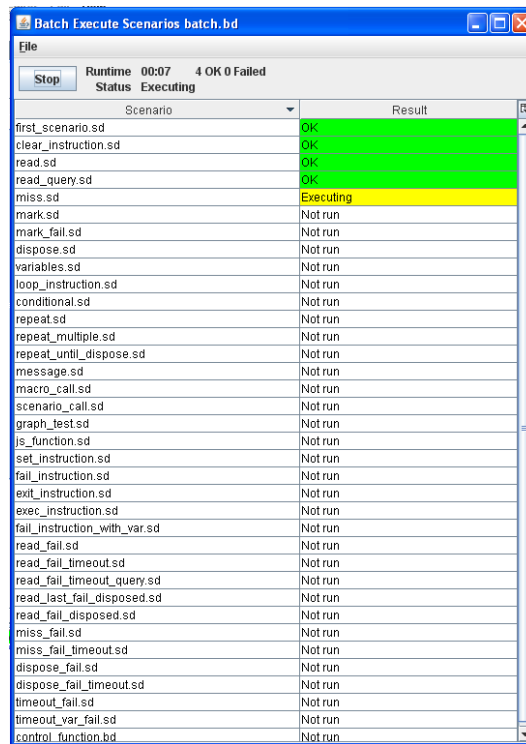 Batch Execute Scenarios batch.bd
File
Stop Runtime 00:07 4 OK 0 Failed
Status Executing
Scenario Result
first_scenario.sd OK
clear_instruction.sd OK
read.sd OK
read_query.sd OK
miss.sd Executing
mark.sd Not run
mark_fail.sd Not run
dispose.sd Not run
variables.sd Not run
loop_instruction.sd Not run
conditional.sd Not run
repeat.sd Not run
repeat_multiple.sd Not run
repeat_until_dispose.sd Not run
message.sd Not run
macro_call.sd Not run
scenario_call.sd Not run
graph_test.sd Not run
js_function.sd Not run
set_instruction.sd Not run
fail_instruction.sd Not run
exit_instruction.sd Not run
exec_instruction.sd Not run
fail_instruction_with_var.sd Not run
read_fail.sd Not run
read_fail_timeout.sd Not run
read_fail_timeout_query.sd Not run
read_last_fail_disposed.sd Not run
read_fail_disposed.sd Not run
miss_fail.sd Not run
miss_fail_timeout.sd Not run
dispose_fail.sd Not run
dispose_fail_timeout.sd Not run
timeout_fail.sd Not run
timeout_var_fail.sd Not run
control_function.bd Not run